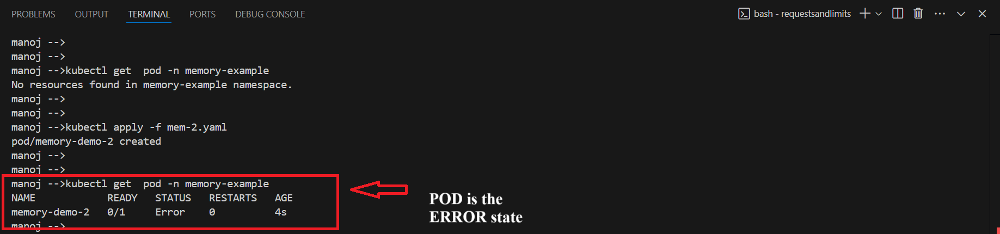 PROBLEMS OUTPUT TERMINAL PORTS DEBUG CONSOLE bash - requestsandlimits
manoj -->
manoj -->
manoj -->kubectl get  pod -n memory-example
No resources found in memory-example namespace.
manoj -->
manoj -->
manoj -->kubectl apply -f mem-2.yaml
pod/memory-demo-2 created
manoj -->
manoj -->
manoj -->kubectl get  pod -n memory-example
NAME            READY   STATUS   RESTARTS   AGE
memory-demo-2   0/1     Error    0          4s
manoj -->
POD is the
ERROR state